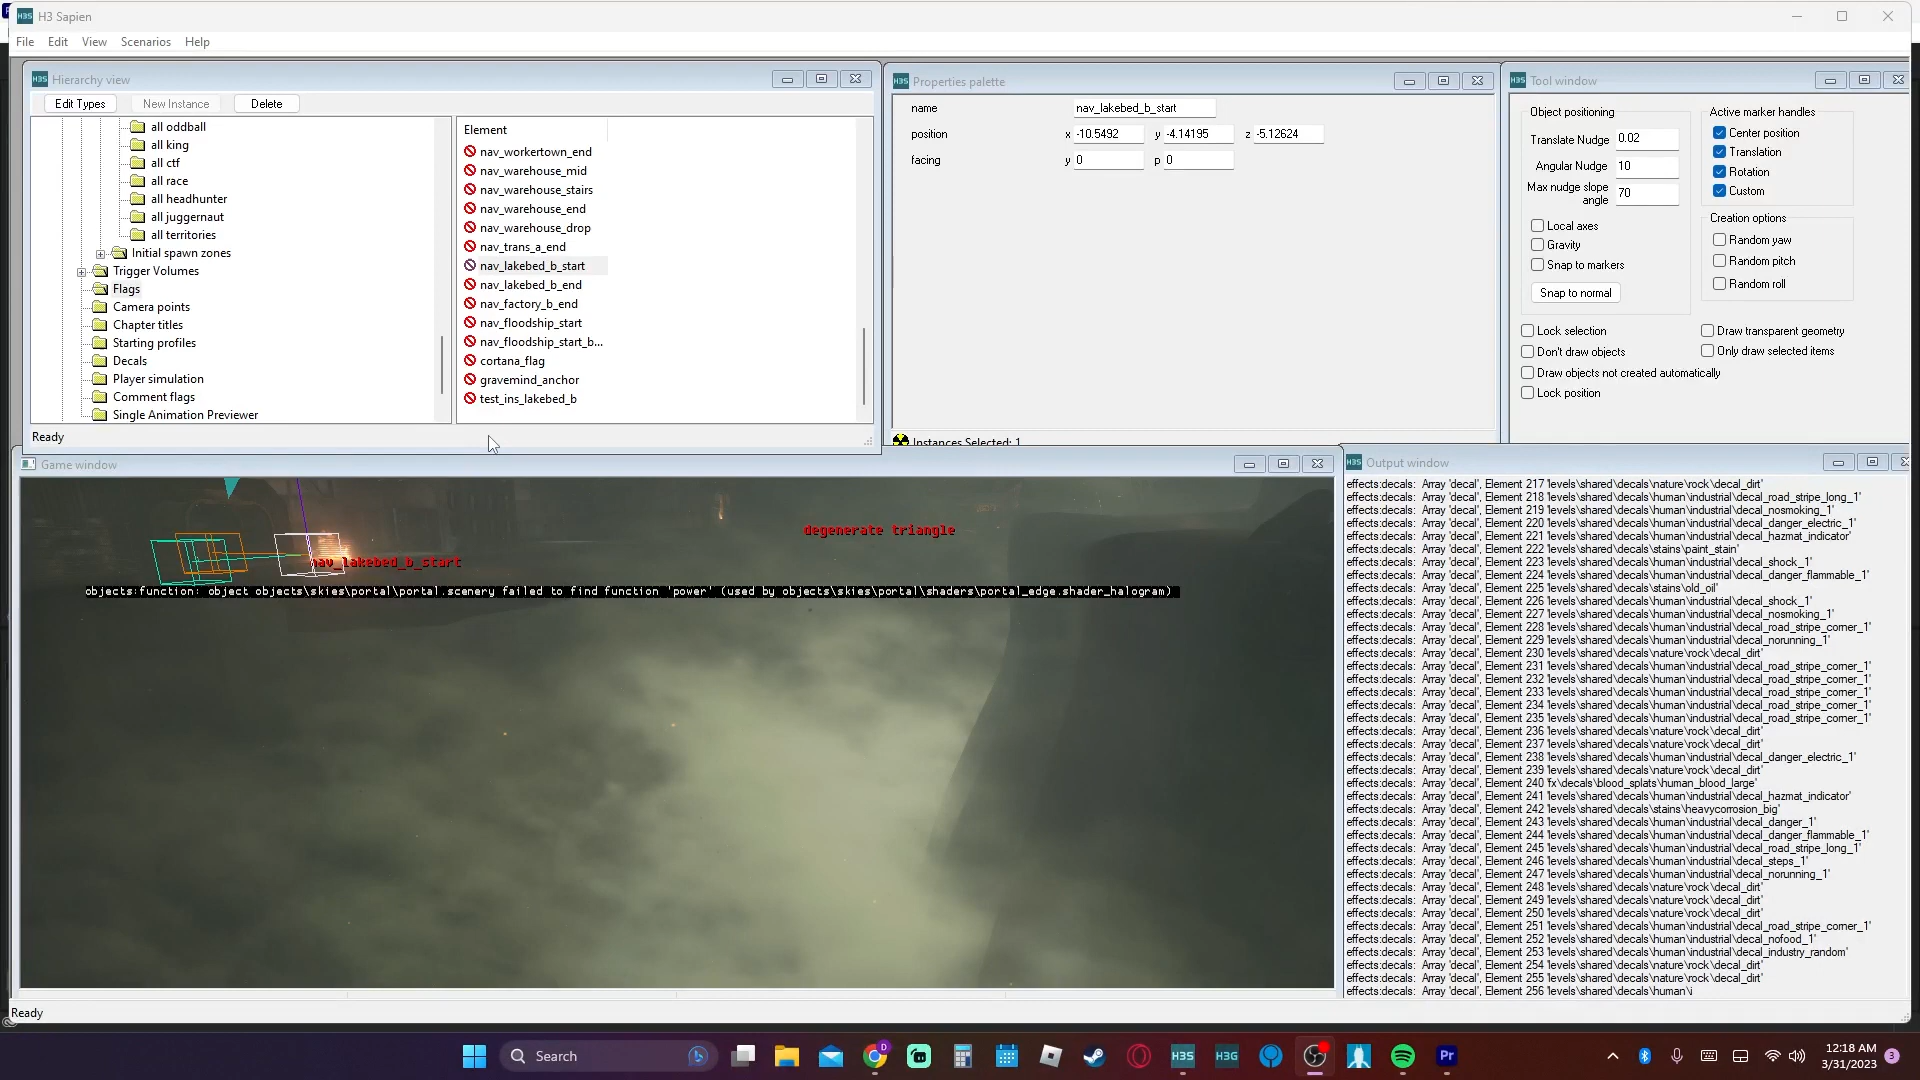 H3S H3 Sapien
File Edit View Scenarios Help
H3S Hierarchy view
Edit Types New Instance Delete
all oddball
all king
all ctf
all race
all headhunter
all juggernaut
all territories
Initial spawn zones
Trigger Volumes
Flags
Camera points
Chapter titles
Starting profiles
Decals
Player simulation
Comment flags
Single Animation Previewer
Element
nav_workertown_end
nav_warehouse_mid
nav_warehouse_stairs
nav_warehouse_end
nav_warehouse_drop
nav_trans_a_end
nav_lakebed_b_start
nav_lakebed_b_end
nav_factory_b_end
nav_floodship_start
nav_floodship_start_b...
cortana_flag
gravemind_anchor
test_ins_lakebed_b
Ready
H3S Properties palette
name nav_lakebed_b_start
position x -10.5492 y -4.14195 z -5.12624
facing y 0 p 0
Instances Selected: 1
H3S Tool window
Object positioning
Translate Nudge 0.02
Angular Nudge 10
Max nudge slope
angle 70
Local axes
Gravity
Snap to markers
Snap to normal
Active marker handles
Center position
Translation
Rotation
Custom
Creation options
Random yaw
Random pitch
Random roll
Lock selection
Don't draw objects
Draw objects not created automatically
Lock position
Draw transparent geometry
Only draw selected items
Game window
degenerate triangle
nav_lakebed_b_start
objects:function: object objects\skies\portal\portal.scenery failed to find function 'power' (used by objects\skies\portal\shaders\portal_edge.shader_halogram)
H3S Output window
effects:decals: Array 'decal', Element 217 'levels\shared\decals\nature\rock\decal_dirt'
effects:decals: Array 'decal', Element 218 'levels\shared\decals\human\industrial\decal_road_stripe_long_1'
effects:decals: Array 'decal', Element 219 'levels\shared\decals\human\industrial\decal_nosmoking_1'
effects:decals: Array 'decal', Element 220 'levels\shared\decals\human\industrial\decal_danger_electric_1'
effects:decals: Array 'decal', Element 221 'levels\shared\decals\human\industrial\decal_hazmat_indicator'
effects:decals: Array 'decal', Element 222 'levels\shared\decals\stains\paint_stain'
effects:decals: Array 'decal', Element 223 'levels\shared\decals\human\industrial\decal_shock_1'
effects:decals: Array 'decal', Element 224 'levels\shared\decals\human\industrial\decal_danger_flammable_1'
effects:decals: Array 'decal', Element 225 'levels\shared\decals\stains\old_oil'
effects:decals: Array 'decal', Element 226 'levels\shared\decals\human\industrial\decal_shock_1'
effects:decals: Array 'decal', Element 227 'levels\shared\decals\human\industrial\decal_nosmoking_1'
effects:decals: Array 'decal', Element 228 'levels\shared\decals\human\industrial\decal_road_stripe_corner_1'
effects:decals: Array 'decal', Element 229 'levels\shared\decals\human\industrial\decal_norunning_1'
effects:decals: Array 'decal', Element 230 'levels\shared\decals\nature\rock\decal_dirt'
effects:decals: Array 'decal', Element 231 'levels\shared\decals\human\industrial\decal_road_stripe_corner_1'
effects:decals: Array 'decal', Element 232 'levels\shared\decals\human\industrial\decal_road_stripe_corner_1'
effects:decals: Array 'decal', Element 233 'levels\shared\decals\human\industrial\decal_road_stripe_corner_1'
effects:decals: Array 'decal', Element 234 'levels\shared\decals\human\industrial\decal_road_stripe_corner_1'
effects:decals: Array 'decal', Element 235 'levels\shared\decals\human\industrial\decal_road_stripe_corner_1'
effects:decals: Array 'decal', Element 236 'levels\shared\decals\nature\rock\decal_dirt'
effects:decals: Array 'decal', Element 237 'levels\shared\decals\nature\rock\decal_dirt'
effects:decals: Array 'decal', Element 238 'levels\shared\decals\human\industrial\decal_danger_electric_1'
effects:decals: Array 'decal', Element 239 'levels\shared\decals\nature\rock\decal_dirt'
effects:decals: Array 'decal', Element 240 'fx\decals\blood_splats\human_blood_large'
effects:decals: Array 'decal', Element 241 'levels\shared\decals\human\industrial\decal_hazmat_indicator'
effects:decals: Array 'decal', Element 242 'levels\shared\decals\stains\heavycorrosion_big'
effects:decals: Array 'decal', Element 243 'levels\shared\decals\human\industrial\decal_danger_1'
effects:decals: Array 'decal', Element 244 'levels\shared\decals\human\industrial\decal_danger_flammable_1'
effects:decals: Array 'decal', Element 245 'levels\shared\decals\human\industrial\decal_road_stripe_long_1'
effects:decals: Array 'decal', Element 246 'levels\shared\decals\human\industrial\decal_steps_1'
effects:decals: Array 'decal', Element 247 'levels\shared\decals\human\industrial\decal_norunning_1'
effects:decals: Array 'decal', Element 248 'levels\shared\decals\nature\rock\decal_dirt'
effects:decals: Array 'decal', Element 249 'levels\shared\decals\nature\rock\decal_dirt'
effects:decals: Array 'decal', Element 250 'levels\shared\decals\nature\rock\decal_dirt'
effects:decals: Array 'decal', Element 251 'levels\shared\decals\human\industrial\decal_road_stripe_corner_1'
effects:decals: Array 'decal', Element 252 'levels\shared\decals\human\industrial\decal_nofood_1'
effects:decals: Array 'decal', Element 253 'levels\shared\decals\human\industrial\decal_industry_random'
effects:decals: Array 'decal', Element 254 'levels\shared\decals\nature\rock\decal_dirt'
effects:decals: Array 'decal', Element 255 'levels\shared\decals\nature\rock\decal_dirt'
effects:decals: Array 'decal', Element 256 'levels\shared\decals\human\i
Ready
Search
D
H3S
H3G
Pr
12:18 AM
3/31/2023
3